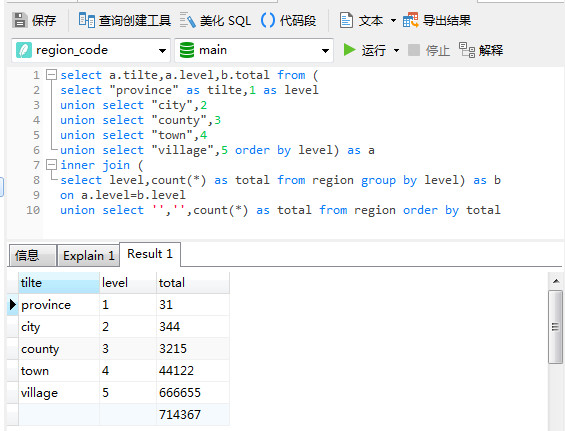 保存 查询创建工具 美化 SQL 代码段 文本 导出结果
region_code main 运行 停止 解释
1 select a.tilte,a.level,b.total from (
2 select "province" as tilte,1 as level
3 union select "city",2
4 union select "county",3
5 union select "town",4
6 union select "village",5 order by level) as a
7 inner join (
8 select level,count(*) as total from region group by level) as b
9 on a.level=b.level
10 union select '','',count(*) as total from region order by total
信息 Explain 1 Result 1
tilte level total
province 1 31
city 2 344
county 3 3215
town 4 44122
village 5 666655
714367